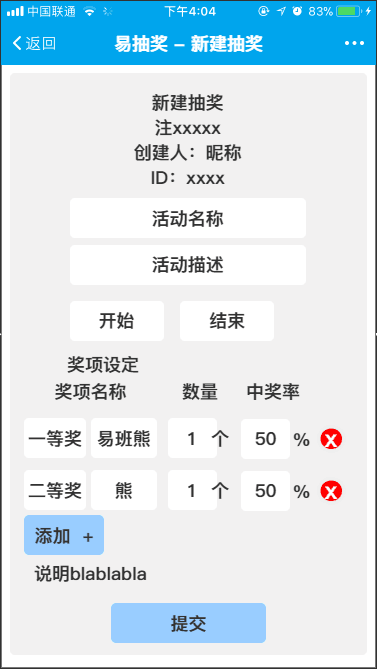 中国联通 下午4:04 83%
返回 易抽奖 – 新建抽奖
新建抽奖
注xxxxx
创建人：昵称
ID：xxxx
活动名称
活动描述
开始 结束
奖项设定
奖项名称 数量 中奖率
一等奖 易班熊 1 个 50 % x
二等奖 熊 1 个 50 % x
添加 +
说明blablabla
提交